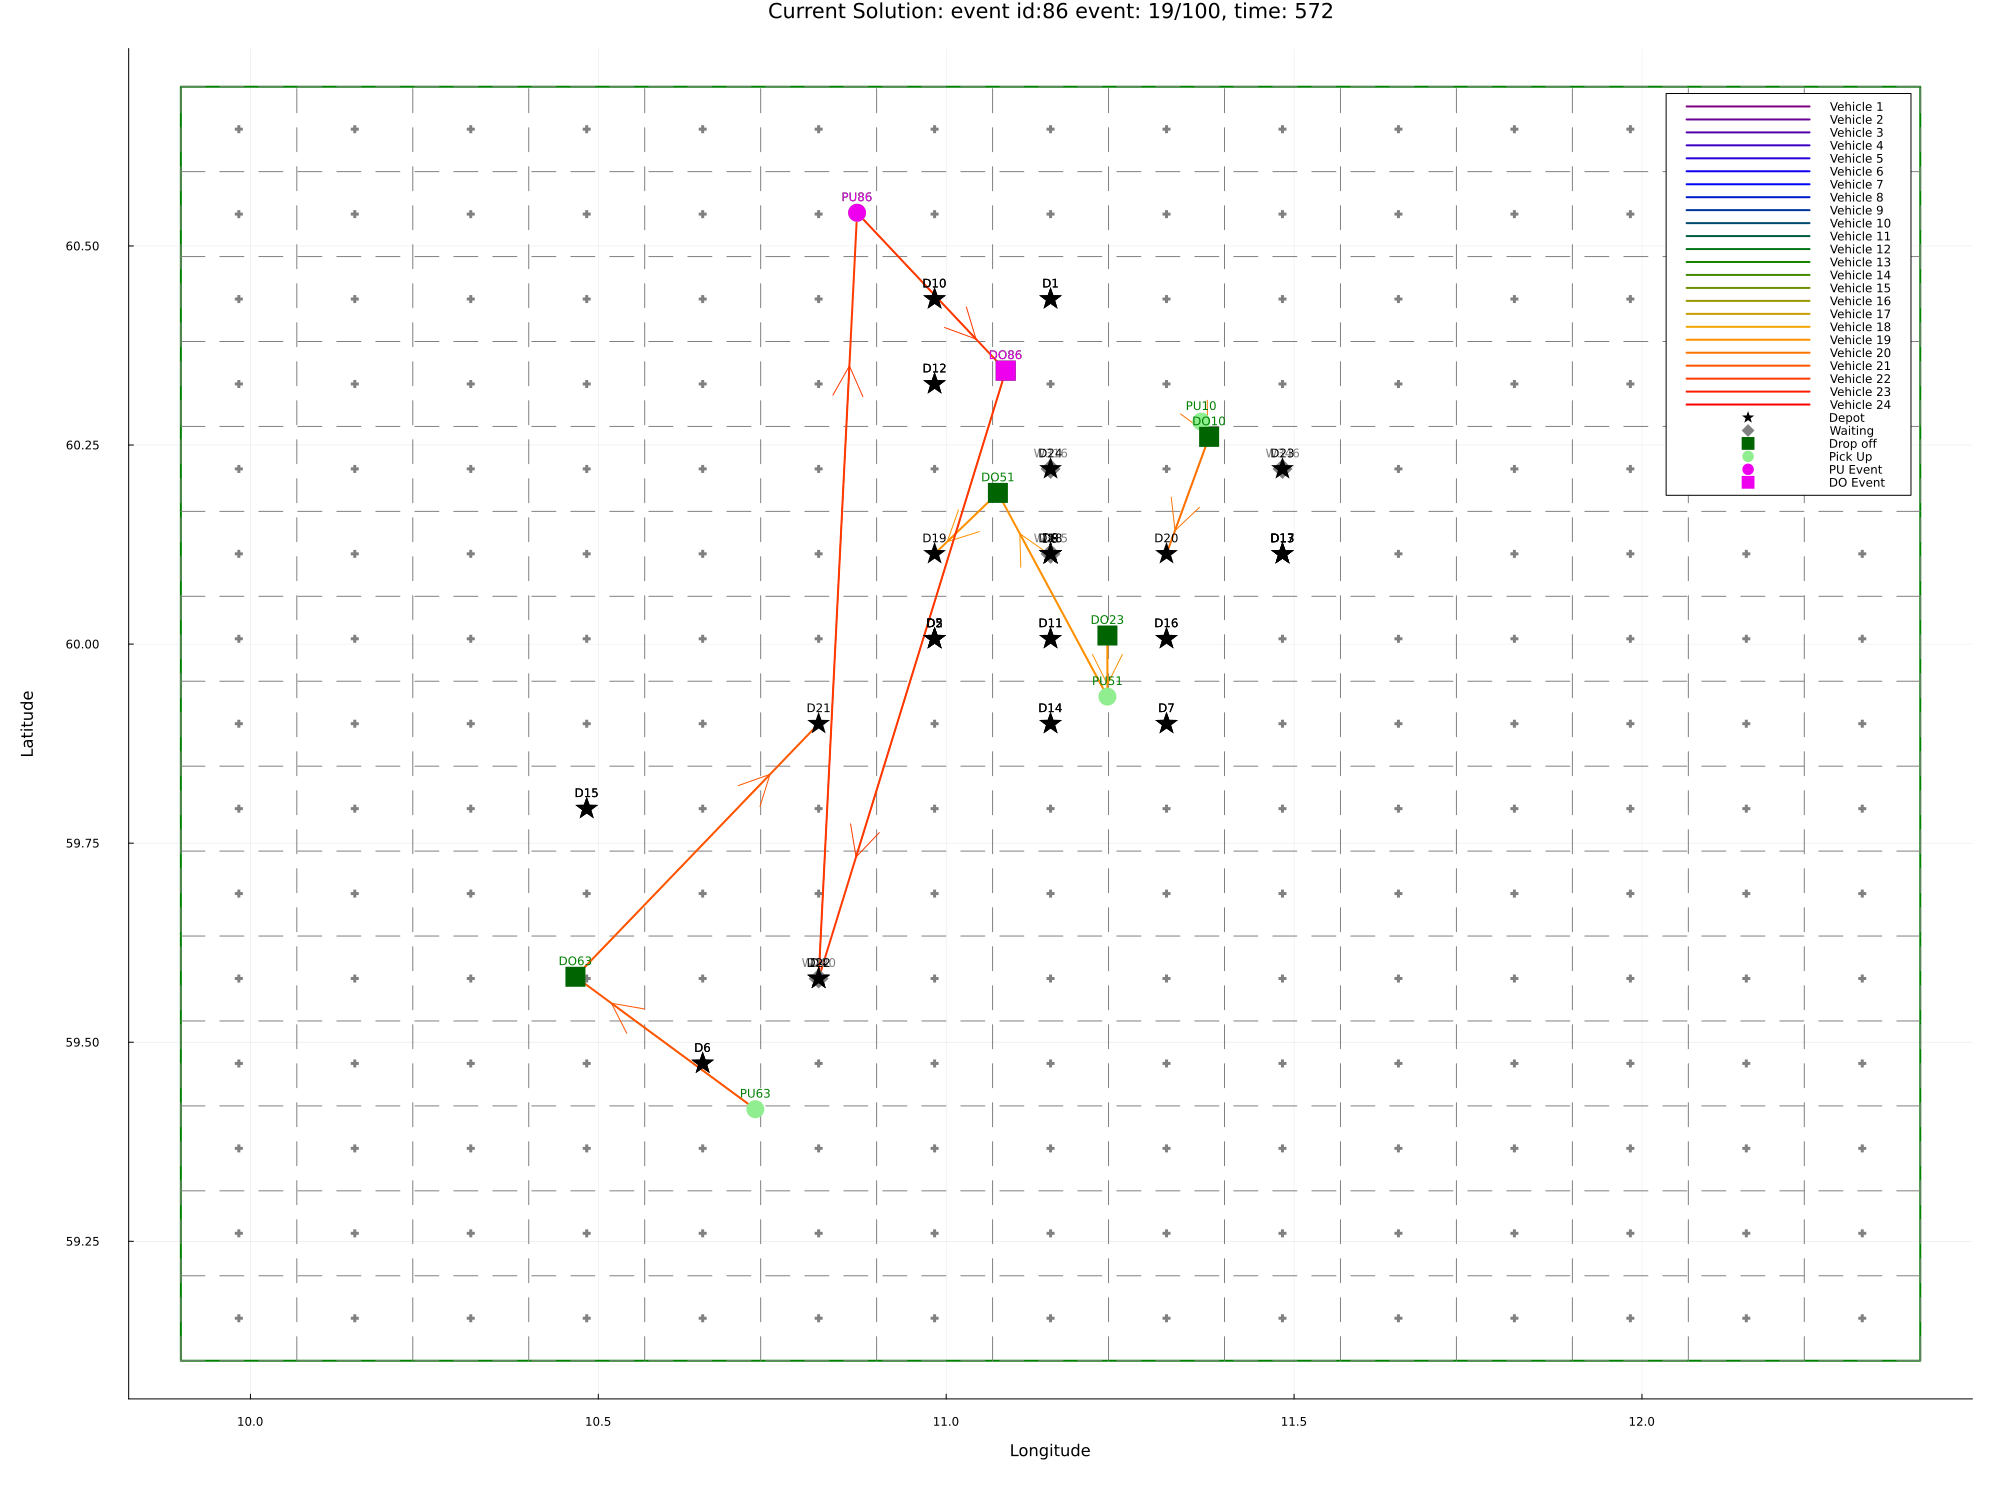 Current Solution: event id:86 event: 19/100, time: 572
Vehicle 1
Vehicle 2
Vehicle 3
Vehicle 4
Vehicle 5
Vehicle 6
Vehicle 7
Vehicle 8
Vehicle 9
Vehicle 10
Vehicle 11
Vehicle 12
Vehicle 13
Vehicle 14
Vehicle 15
Vehicle 16
Vehicle 17
Vehicle 18
Vehicle 19
Vehicle 20
Vehicle 21
Vehicle 22
Vehicle 23
Vehicle 24
Depot
Waiting
Drop off
Pick Up
PU Event
DO Event
PU86
D10
D1
DO86
D12
PU10
DO10
D24
D23
DO51
D19
D20
DO23
D11
D16
PU51
D21
D14
D7
D15
DO63
D22
D6
PU63
60.50
60.25
60.00
59.75
59.50
59.25
Latitude
10.0
10.5
11.0
11.5
12.0
Longitude